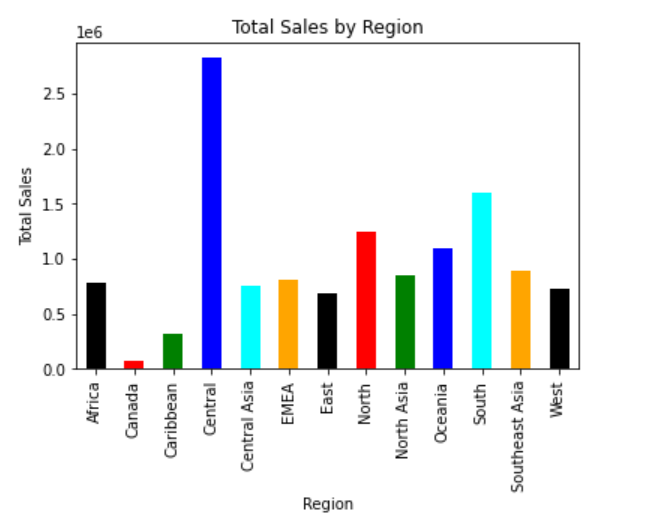 Total Sales by Region
1e6
2.5
2.0
1.5
1.0
0.5
0.0
Total Sales
Africa
Canada
Caribbean
Central
Central Asia
EMEA
East
North
North Asia
Oceania
South
Southeast Asia
West
Region